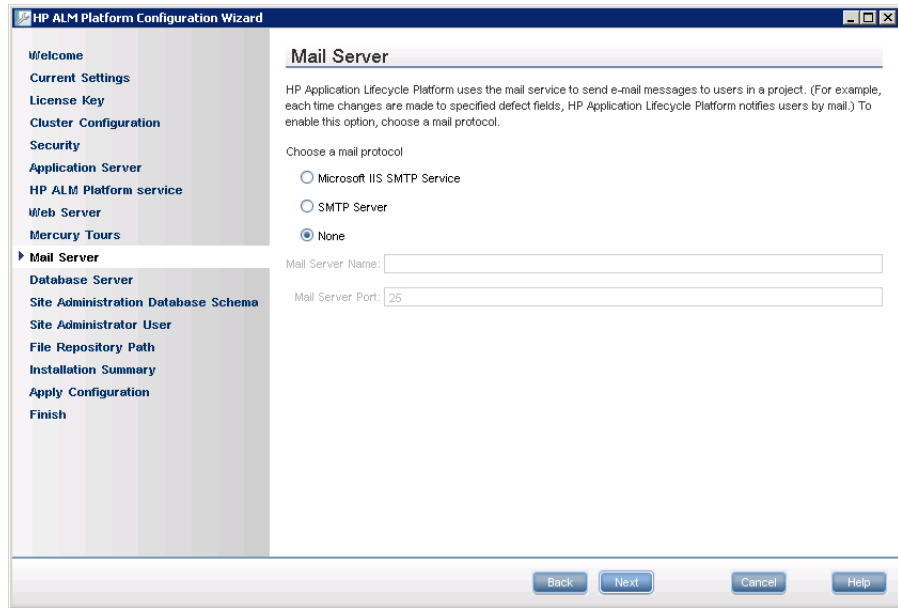 HP ALM Platform Configuration Wizard
Welcome
Current Settings
License Key
Cluster Configuration
Security
Application Server
HP ALM Platform service
Web Server
Mercury Tours
Mail Server
Database Server
Site Administration Database Schema
Site Administrator User
File Repository Path
Installation Summary
Apply Configuration
Finish
Mail Server
HP Application Lifecycle Platform uses the mail service to send e-mail messages to users in a project. (For example,
each time changes are made to specified defect fields, HP Application Lifecycle Platform notifies users by mail.) To
enable this option, choose a mail protocol.
Choose a mail protocol
Microsoft IIS SMTP Service
SMTP Server
None
Mail Server Name:
Mail Server Port: 25
Back Next Cancel Help